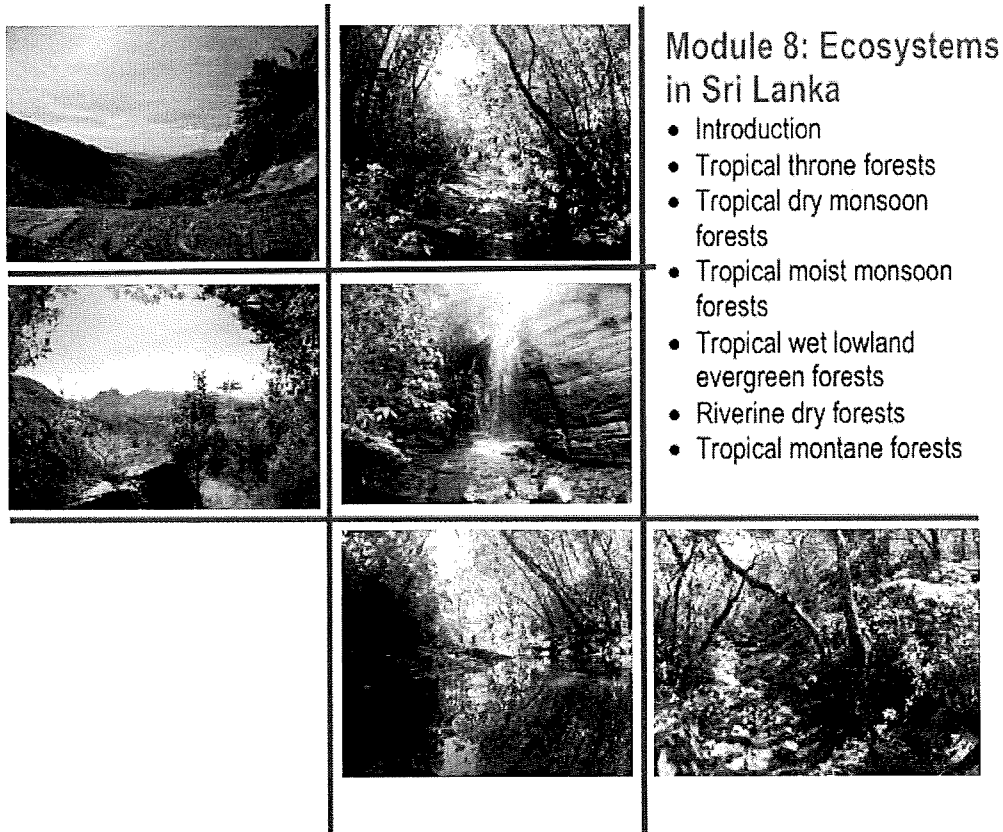 Module 8: Ecosystems
in Sri Lanka
• Introduction
• Tropical throne forests
• Tropical dry monsoon
forests
• Tropical moist monsoon
forests
• Tropical wet lowland
evergreen forests
• Riverine dry forests
• Tropical montane forests